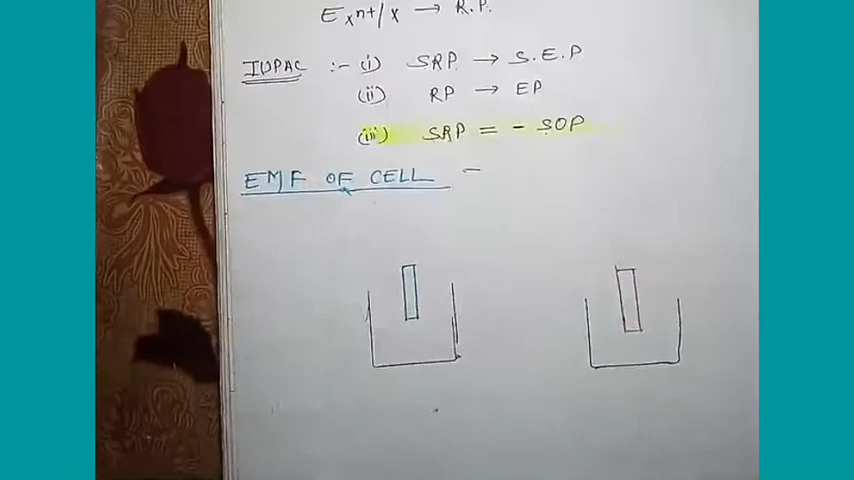 Exⁿ⁺/x → R.P.
IUPAC :- (i) SRP → S.E.P
(ii) RP → EP
(iii) SRP = - SOP
EMF OF CELL -